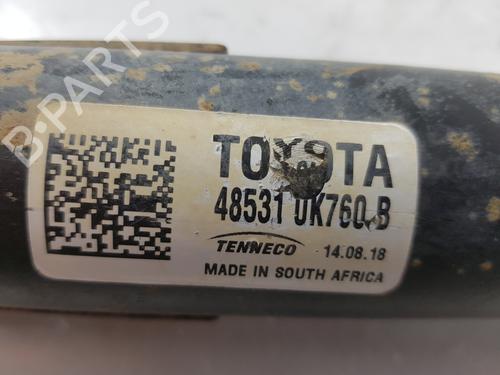 TOYOTA
48531 0K760 B
TENNECO 14.08.18
MADE IN SOUTH AFRICA
B-PARTS